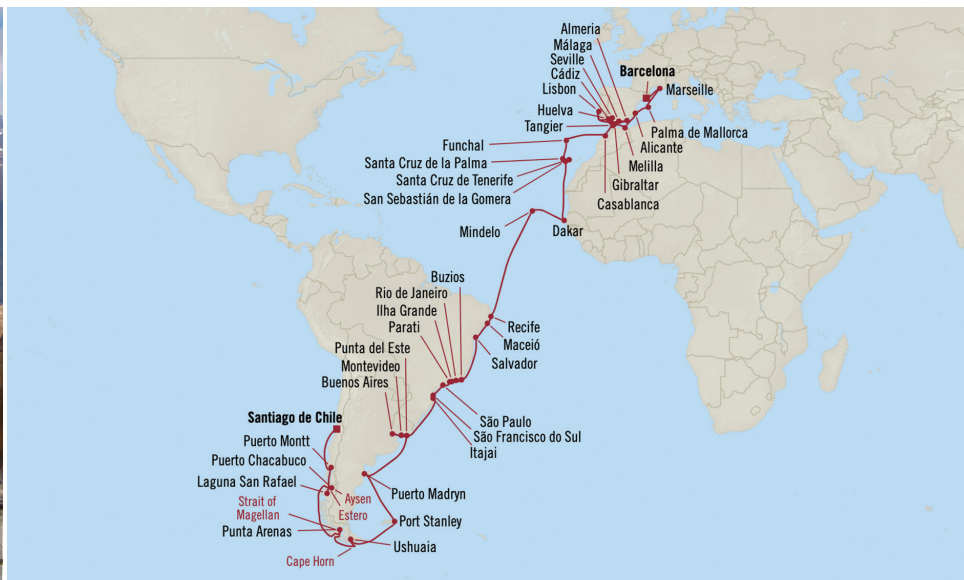 Almeria
Málaga
Seville
Cádiz
Lisbon
Barcelona
Marseille
Huelva
Tangier
Palma de Mallorca
Alicante
Melilla
Gibraltar
Casablanca
Funchal
Santa Cruz de la Palma
Santa Cruz de Tenerife
San Sebastián de la Gomera
Mindelo
Dakar
Buzios
Rio de Janeiro
Ilha Grande
Parati
Recife
Maceió
Salvador
Punta del Este
Montevideo
Buenos Aires
São Paulo
São Francisco do Sul
Itajai
Santiago de Chile
Puerto Montt
Puerto Chacabuco
Laguna San Rafael
Aysen
Estero
Strait of
Magellan
Punta Arenas
Puerto Madryn
Port Stanley
Ushuaia
Cape Horn